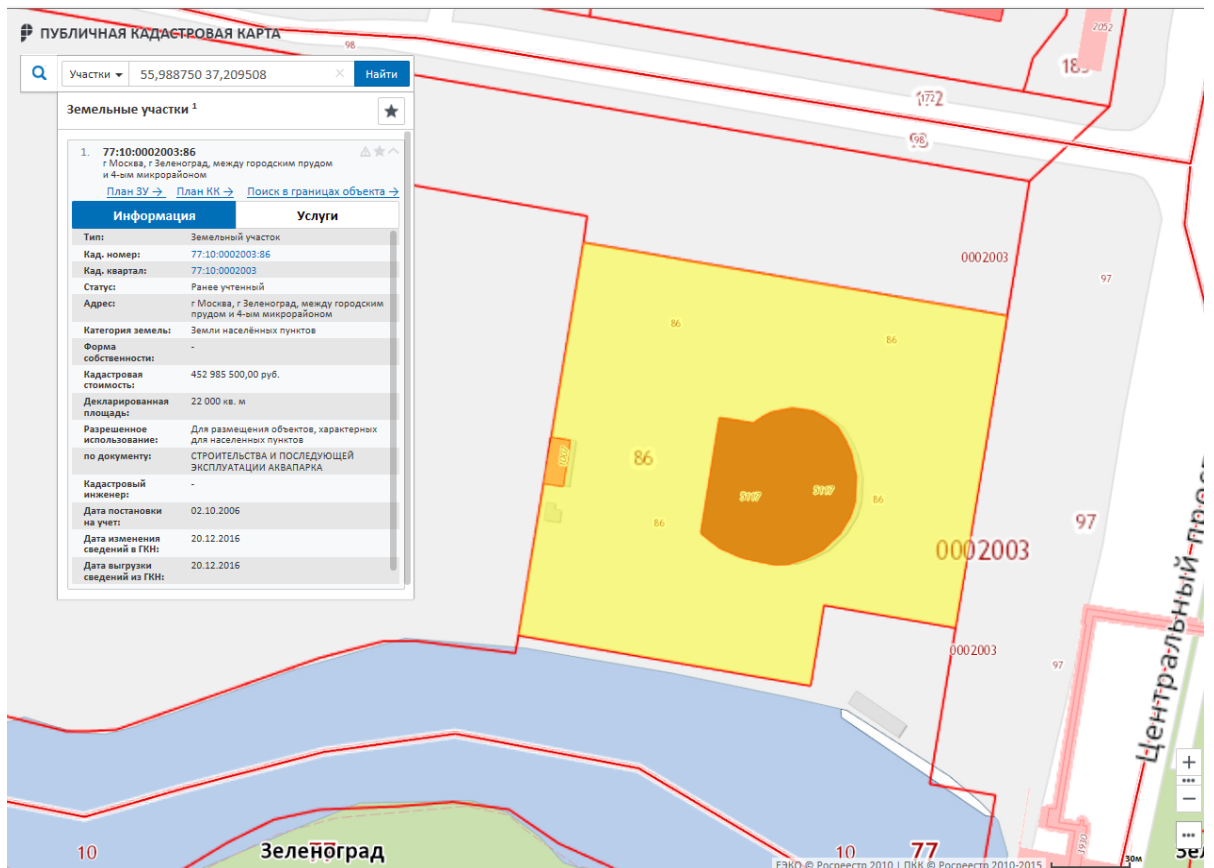 ПУБЛИЧНАЯ КАДАСТРОВАЯ КАРТА
Участки 55,988750 37,209508 × Найти
Земельные участки 1
1. 77:10:0002003:86
г Москва, г Зеленоград, между городским прудом
и 4-ым микрорайоном
План ЗУ → План КК → Поиск в границах объекта →
Информация Услуги
Тип: Земельный участок
Кад. номер: 77:10:0002003:86
Кад. квартал: 77:10:0002003
Статус: Ранее учтенный
Адрес: г Москва, г Зеленоград, между городским
прудом и 4-ым микрорайоном
Категория земель: Земли населённых пунктов
Форма
собственности: -
Кадастровая
стоимость: 452 985 500,00 руб.
Декларированная
площадь: 22 000 кв. м
Разрешенное
использование: Для размещения объектов, характерных
для населенных пунктов
по документу: СТРОИТЕЛЬСТВА И ПОСЛЕДУЮЩЕЙ
ЭКСПЛУАТАЦИИ АКВАПАРКА
Кадастровый
инженер: -
Дата постановки
на учет: 02.10.2006
Дата изменения
сведений в ГКН: 20.12.2016
Дата выгрузки
сведений из ГКН: 20.12.2016
98
2052
172
98
0002003
97
86
86
86
5117
5117
86
86
97
0002003
0002003
97
Центральный
1930
10
Зеленоград
77
10
77
30м
ЕЭКО © Росреестр 2010 | ПКК © Росреестр 2010-2015